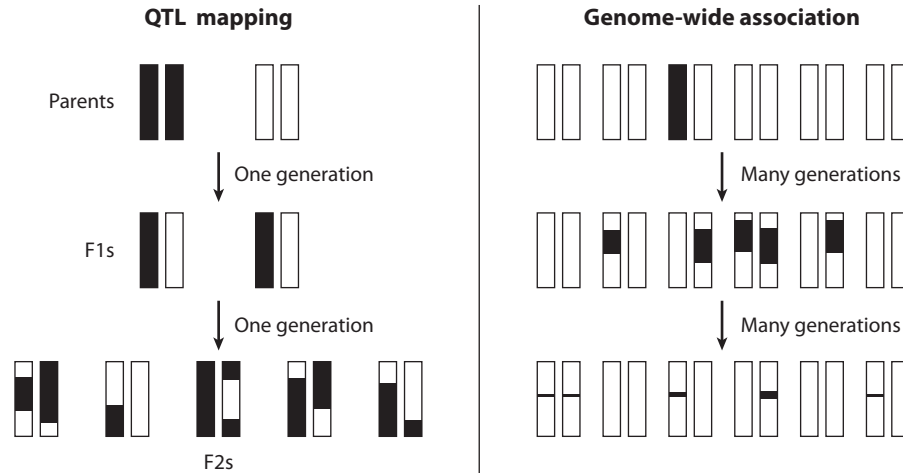 QTL mapping
Parents
One generation
F1s
One generation
F2s
Genome-wide association
Many generations
Many generations